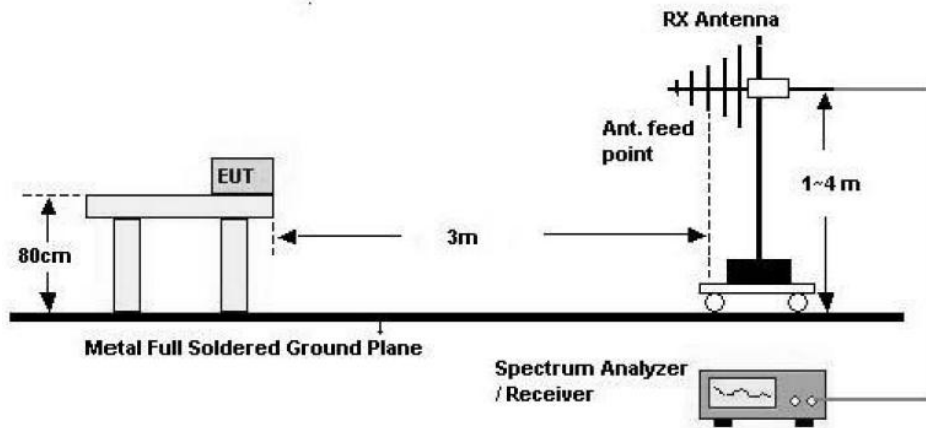 RX Antenna
Ant. feed
point
EUT
1~4 m
3m
80cm
Metal Full Soldered Ground Plane
Spectrum Analyzer
/ Receiver